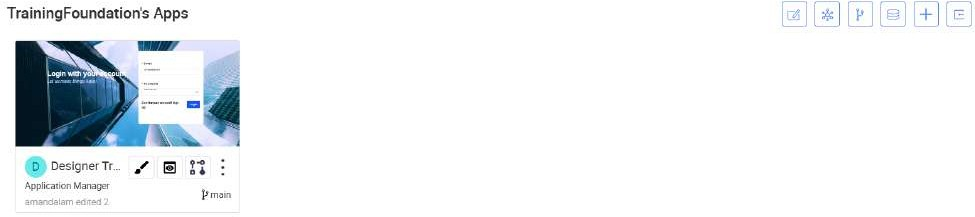 TrainingFoundation's Apps
Login with your account
D Designer Tr...
Application Manager
main
amandalam edited 2